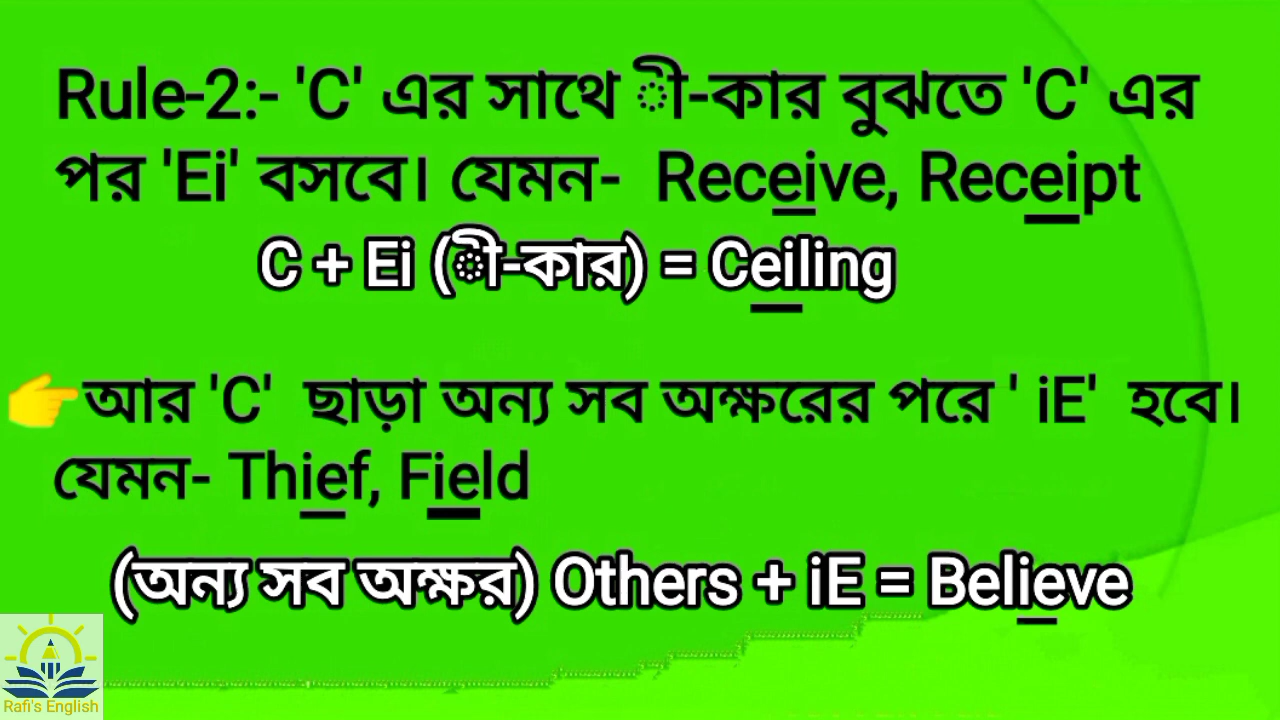 Rule-2:- 'C' এর সাথে ী-কার বুঝতে 'C' এর
পর 'Ei' বসবে। যেমন- Receive, Receipt
C + Ei (ী-কার) = Ceiling
👉আর 'C' ছাড়া অন্য সব অক্ষরের পরে ' iE' হবে।
যেমন- Thief, Field
(অন্য সব অক্ষর) Others + iE = Believe
Rafi's English